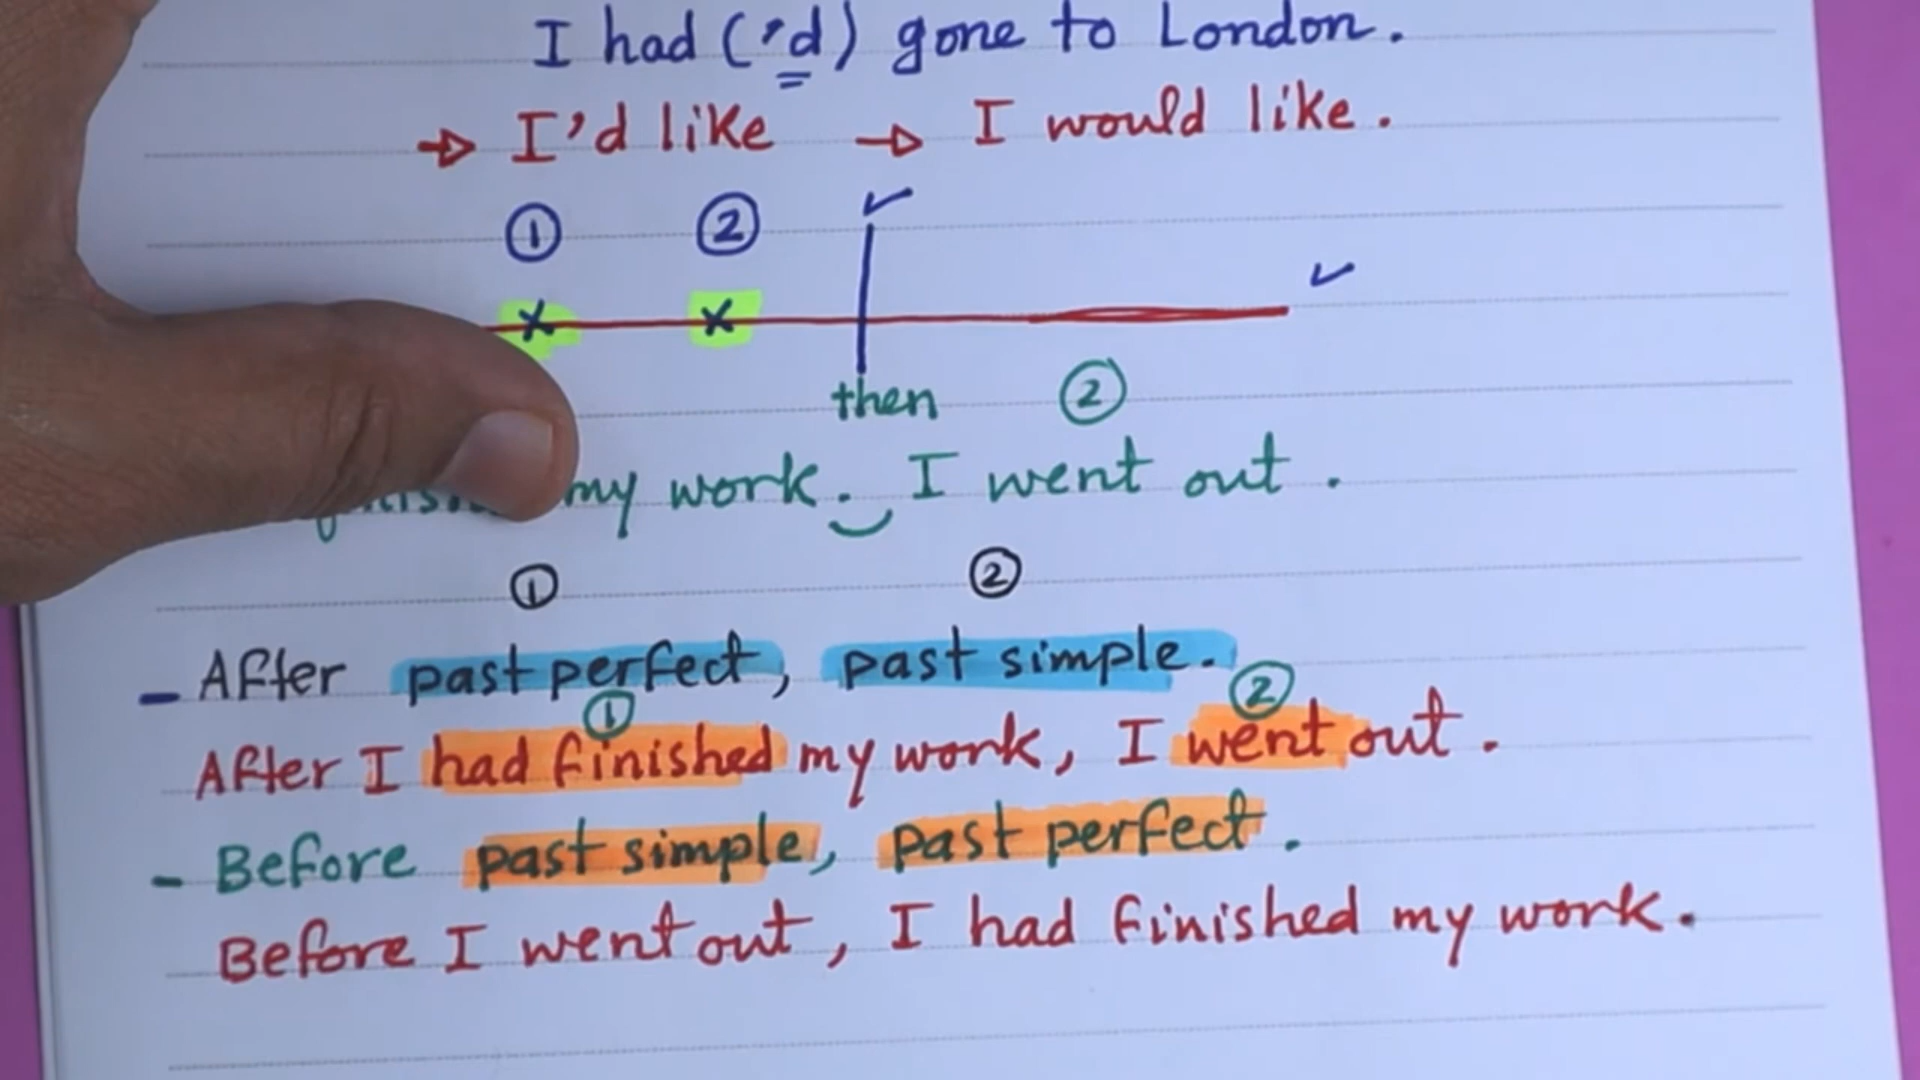 I had ('d) gone to London.
→ I'd like → I would like.
① ②
then ②
my work. I went out.
① ②
- After past perfect, past simple.
① ②
After I had finished my work, I went out.
- Before past simple, past perfect.
Before I went out, I had finished my work.